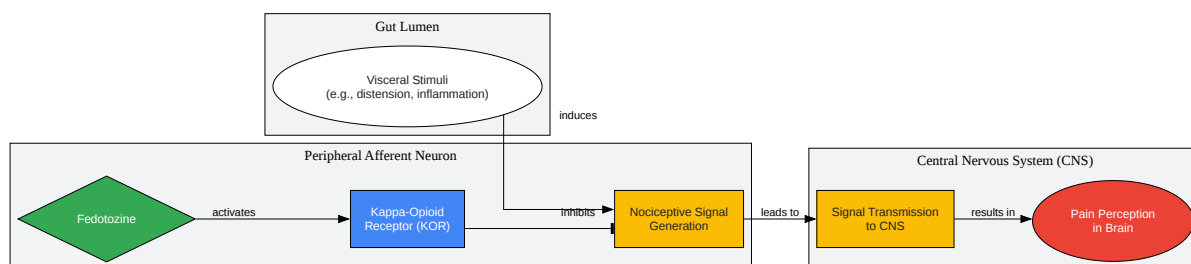 Gut Lumen
Visceral Stimuli
(e.g., distension, inflammation)
induces
Peripheral Afferent Neuron
Fedotozine
activates
Kappa-Opioid
Receptor (KOR)
inhibits
Nociceptive Signal
Generation
leads to
Central Nervous System (CNS)
Signal Transmission
to CNS
results in
Pain Perception
in Brain